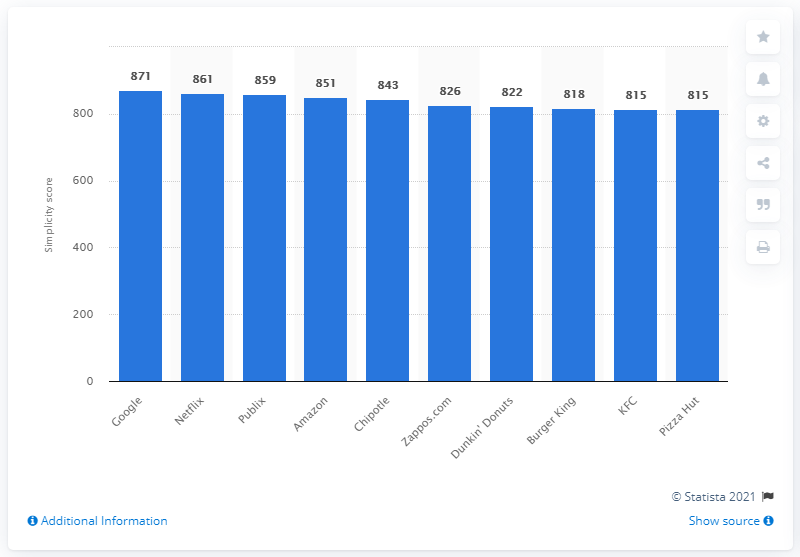 871
861
859
851
843
826
822
818
815
815
800
600
400
200
0
Simplicity score
Google
Netflix
Publix
Amazon
Chipotle
Zappos.com
Dunkin' Donuts
Burger King
KFC
Pizza Hut
© Statista 2021
Additional Information
Show source